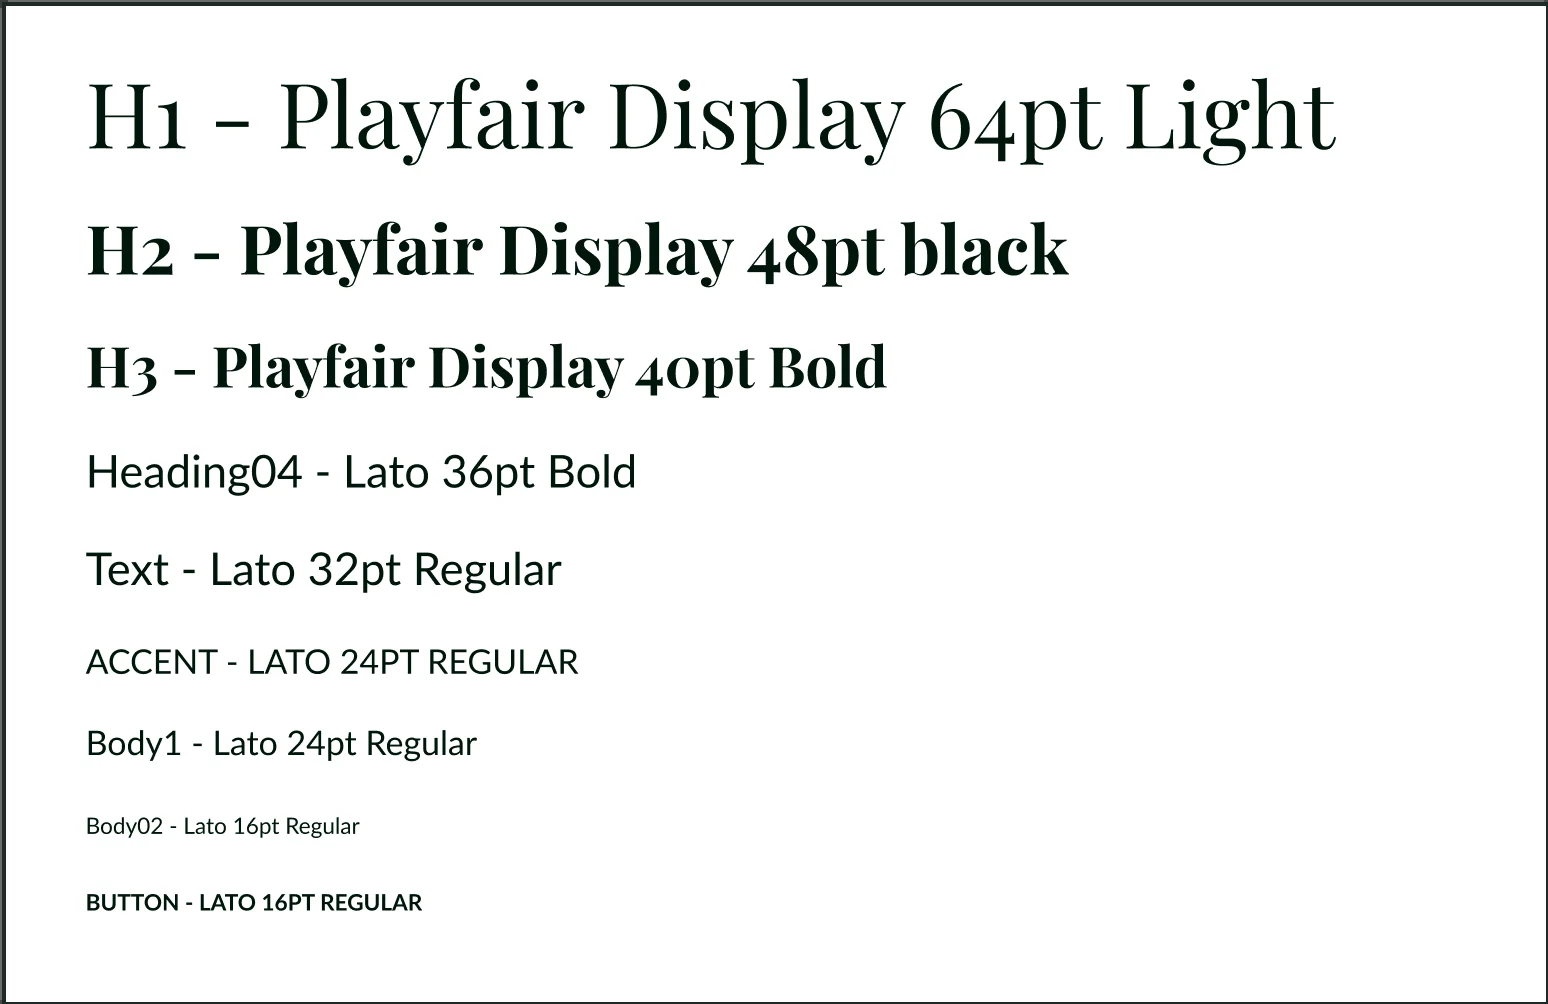 H1 - Playfair Display 64pt Light
H2 - Playfair Display 48pt black
H3 - Playfair Display 40pt Bold
Heading04 - Lato 36pt Bold
Text - Lato 32pt Regular
ACCENT - LATO 24PT REGULAR
Body1 - Lato 24pt Regular
Body02 - Lato 16pt Regular
BUTTON - LATO 16PT REGULAR